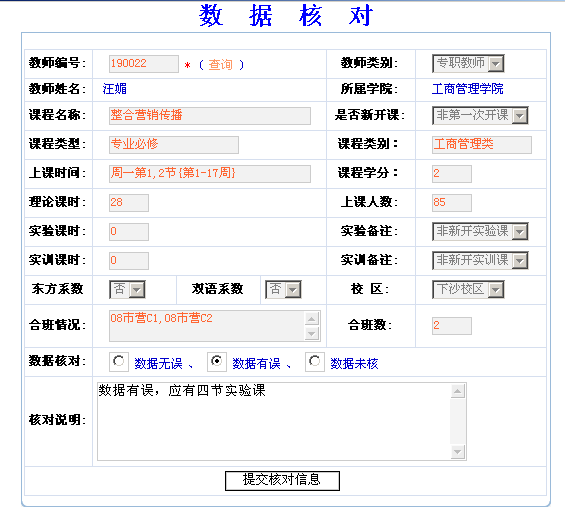 数 据 核 对
教师编号: 190022 * ( 查询 ) 教师类别: 专职教师
教师姓名: 汪媚 所属学院: 工商管理学院
课程名称: 整合营销传播 是否新开课: 非第一次开课
课程类型: 专业必修 课程类别: 工商管理类
上课时间: 周一第1,2节{第1-17周} 课程学分: 2
理论课时: 28 上课人数: 85
实验课时: 0 实验备注: 非新开实验课
实训课时: 0 实训备注: 非新开实训课
东方系数 否 双语系数 否 校 区: 下沙校区
合班情况: 08市营C1,08市营C2 合班数: 2
数据核对: 数据无误 、 数据有误 、 数据未核
核对说明: 数据有误，应有四节实验课
提交核对信息